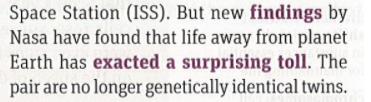 Space Station (ISS). But new findings by
Nasa have found that life away from planet
Earth has exacted a surprising toll. The
pair are no longer genetically identical twins.